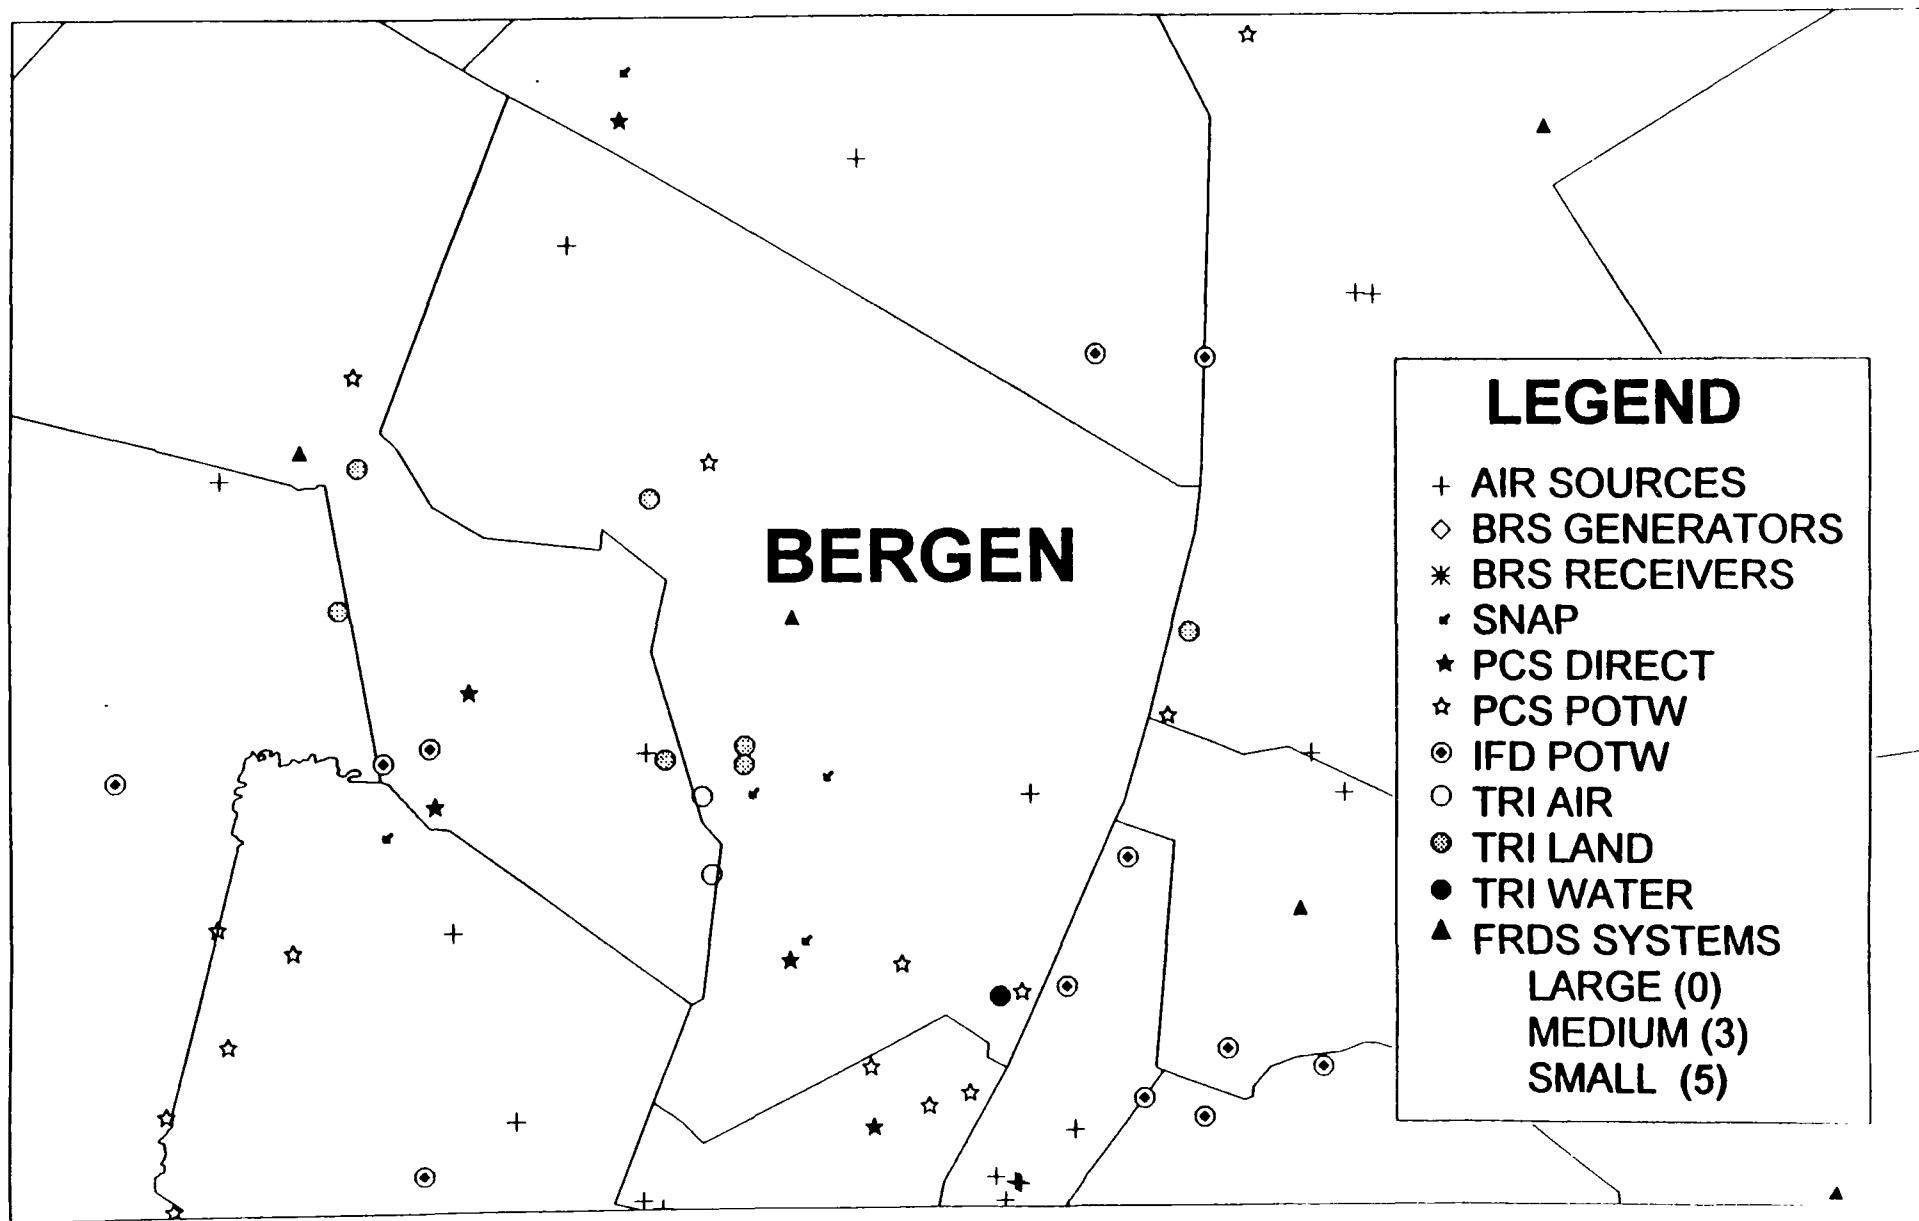 BERGEN
LEGEND
AIR SOURCES
BRS GENERATORS
BRS RECEIVERS
SNAP
PCS DIRECT
PCS POTW
IFD POTW
TRI AIR
TRI LAND
TRI WATER
FRDS SYSTEMS
LARGE (0)
MEDIUM (3)
SMALL (5)